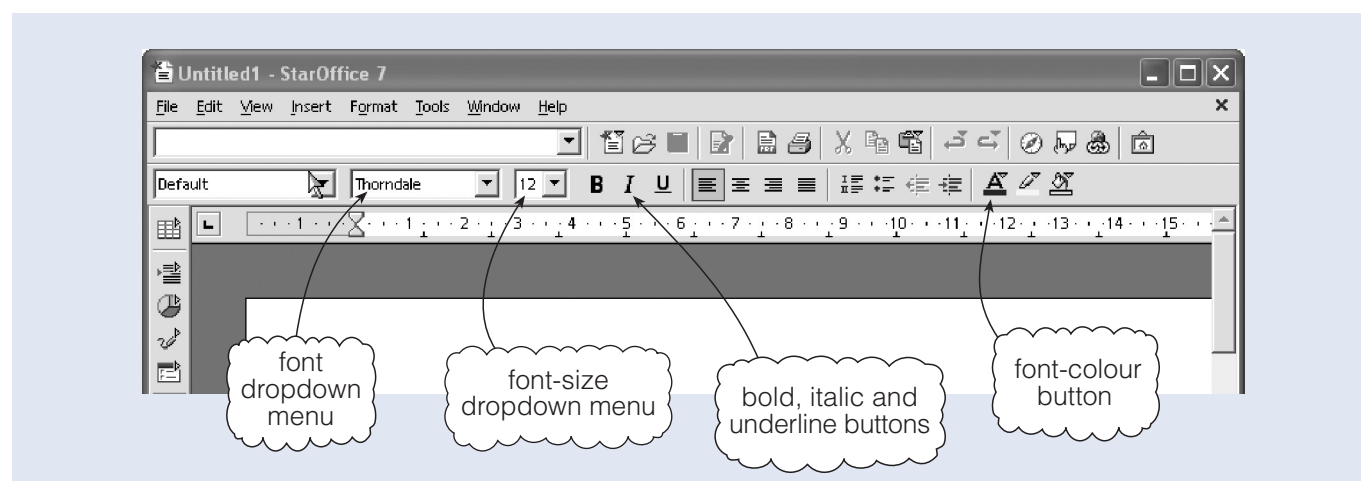 Untitled1 - StarOffice 7
File Edit View Insert Format Tools Window Help
Default Thorndale 12 B I U
1 1 2 3 4 5 6 7 8 9 10 11 12 13 14 15
font
dropdown
menu
font-size
dropdown menu
bold, italic and
underline buttons
font-colour
button